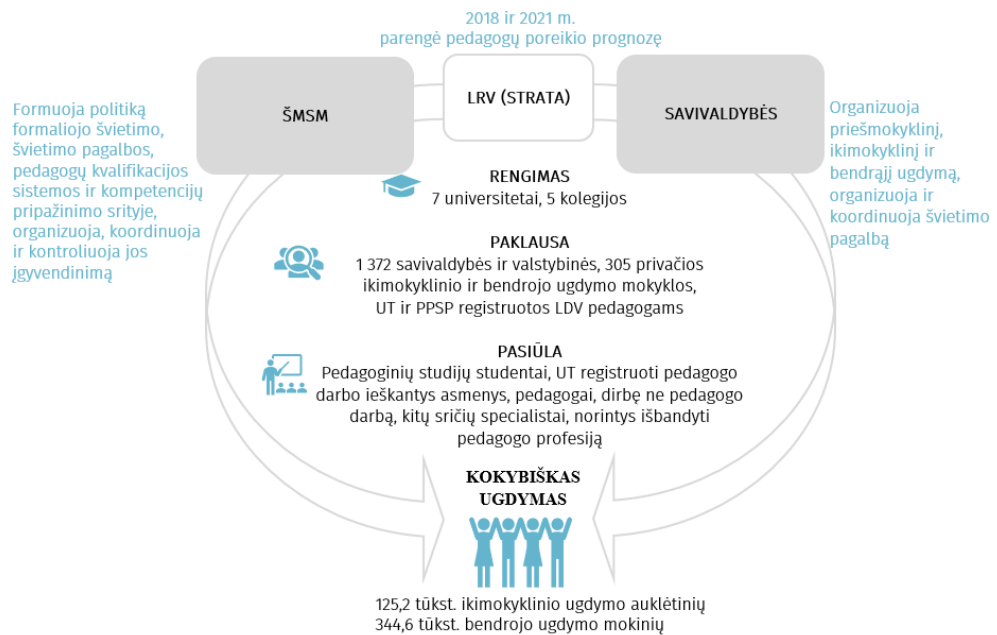 2018 ir 2021 m.
parengė pedagogų poreikio prognozę
ŠMSM
LRV (STRATA)
SAVIVALDYBĖS
Formuoja politiką
formaliojo švietimo,
švietimo pagalbos,
pedagogų kvalifikacijos
sistemos ir kompetencijų
pripažinimo srityje,
organizuoja, koordinuoja
ir kontroliuoja jos
įgyvendinimą
Organizuoja
priešmokyklinį,
ikimokyklinį ir
bendrąjį ugdymą,
organizuoja ir
koordinuoja švietimo
pagalbą
RENGIMAS
7 universitetai, 5 kolegijos
PAKLAUSA
1 372 savivaldybės ir valstybinės, 305 privačios
ikimokyklinio ir bendrojo ugdymo mokyklos,
UT ir PPSP registruotos LDV pedagogams
PASIŪLA
Pedagoginių studijų studentai, UT registruoti pedagogo
darbo ieškantys asmenys, pedagogai, dirbę ne pedagogo
darbą, kitų sričių specialistai, norintys išbandyti
pedagogo profesiją
KOKYBIŠKAS
UGDYMAS
125,2 tūkst. ikimokyklinio ugdymo auklėtinių
344,6 tūkst. bendrojo ugdymo mokinių